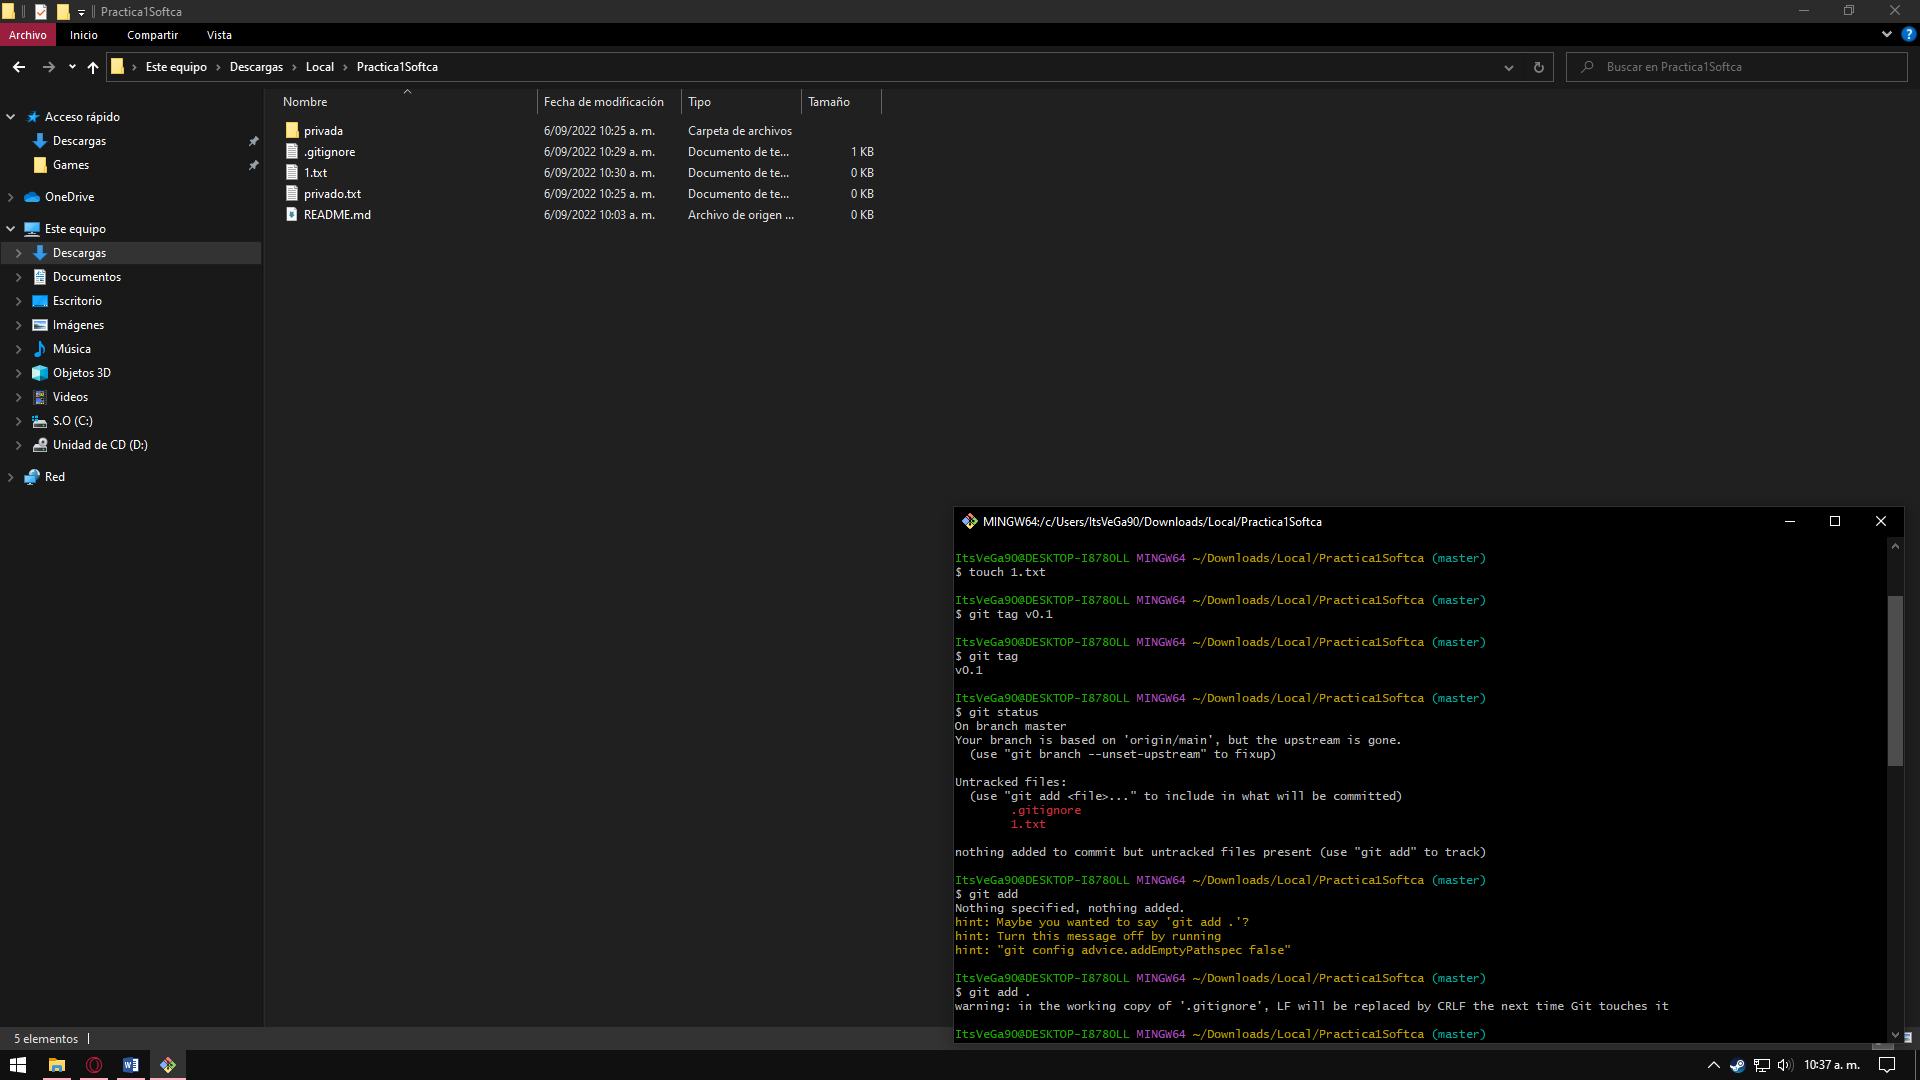 Practica1Softca
Archivo Inicio Compartir Vista
Este equipo Descargas Local Practica1Softca Buscar en Practica1Softca
Nombre Fecha de modificación Tipo Tamaño
privada 6/09/2022 10:25 a. m. Carpeta de archivos
.gitignore 6/09/2022 10:29 a. m. Documento de te... 1 KB
1.txt 6/09/2022 10:30 a. m. Documento de te... 0 KB
privado.txt 6/09/2022 10:25 a. m. Documento de te... 0 KB
README.md 6/09/2022 10:03 a. m. Archivo de origen ... 0 KB
Acceso rápido
Descargas
Games
OneDrive
Este equipo
Descargas
Documentos
Escritorio
Imágenes
Música
Objetos 3D
Videos
S.O (C:)
Unidad de CD (D:)
Red
MINGW64:/c/Users/ItsVeGa90/Downloads/Local/Practica1Softca
ItsVeGa90@DESKTOP-I878OLL MINGW64 ~/Downloads/Local/Practica1Softca (master)
$ touch 1.txt
ItsVeGa90@DESKTOP-I878OLL MINGW64 ~/Downloads/Local/Practica1Softca (master)
$ git tag v0.1
ItsVeGa90@DESKTOP-I878OLL MINGW64 ~/Downloads/Local/Practica1Softca (master)
$ git tag
v0.1
ItsVeGa90@DESKTOP-I878OLL MINGW64 ~/Downloads/Local/Practica1Softca (master)
$ git status
On branch master
Your branch is based on 'origin/main', but the upstream is gone.
(use "git branch --unset-upstream" to fixup)
Untracked files:
(use "git add <file>..." to include in what will be committed)
.gitignore
1.txt
nothing added to commit but untracked files present (use "git add" to track)
ItsVeGa90@DESKTOP-I878OLL MINGW64 ~/Downloads/Local/Practica1Softca (master)
$ git add
Nothing specified, nothing added.
hint: Maybe you wanted to say 'git add .'?
hint: Turn this message off by running
hint: "git config advice.addEmptyPathspec false"
ItsVeGa90@DESKTOP-I878OLL MINGW64 ~/Downloads/Local/Practica1Softca (master)
$ git add .
warning: in the working copy of '.gitignore', LF will be replaced by CRLF the next time Git touches it
ItsVeGa90@DESKTOP-I878OLL MINGW64 ~/Downloads/Local/Practica1Softca (master)
5 elementos
10:37 a. m.